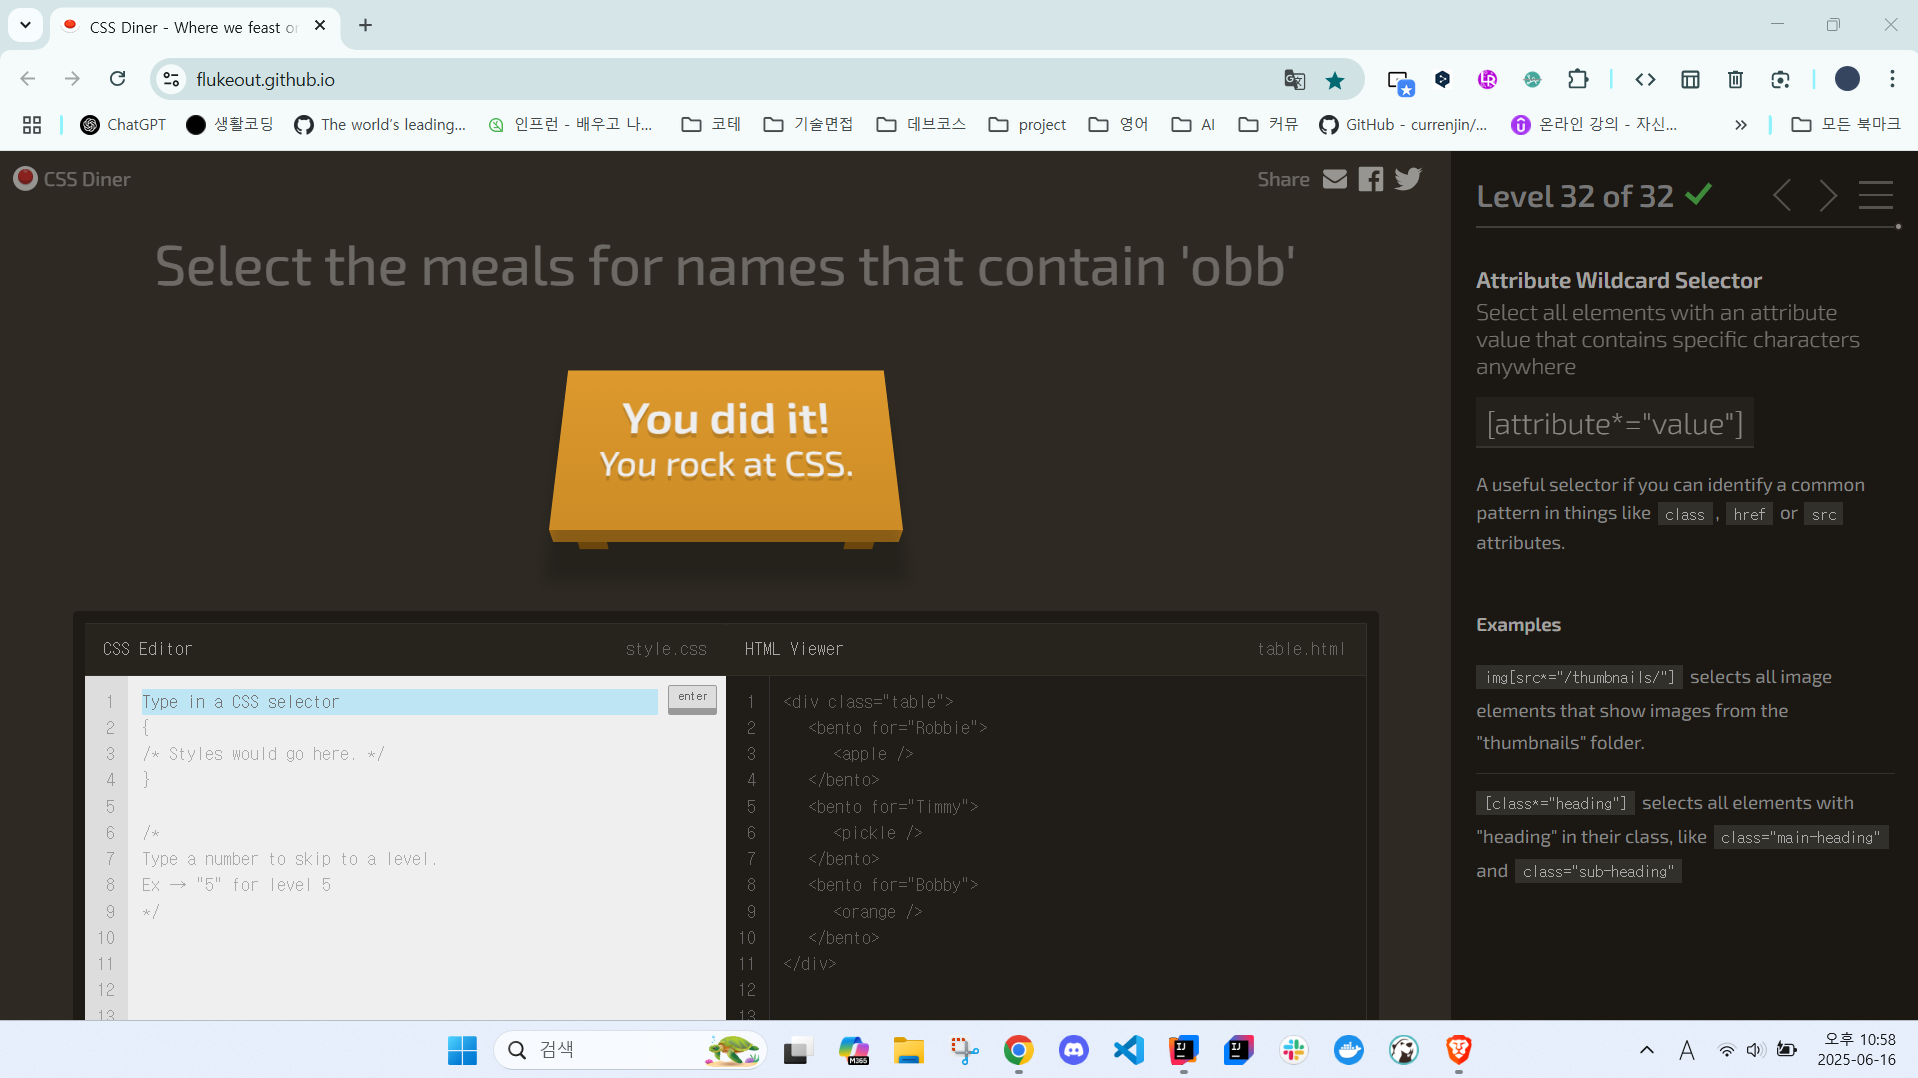 CSS Diner - Where we feast or
flukeout.github.io
ChatGPT 생활코딩 The world's leading... 인프런 - 배우고 나... 코테 기술면접 데브코스 project 영어 AI 커뮤 GitHub - currenjin/... 온라인 강의 - 자신... » 모든 북마크
CSS Diner
Share
Level 32 of 32
Select the meals for names that contain 'obb'
You did it!
You rock at CSS.
Attribute Wildcard Selector
Select all elements with an attribute
value that contains specific characters
anywhere
[attribute*="value"]
A useful selector if you can identify a common
pattern in things like class , href or src
attributes.
Examples
img[src*="/thumbnails/"] selects all image
elements that show images from the
"thumbnails" folder.
[class*="heading"] selects all elements with
"heading" in their class, like class="main-heading"
and class="sub-heading"
CSS Editor style.css
1 Type in a CSS selector enter
2 {
3 /* Styles would go here. */
4 }
5
6 /*
7 Type a number to skip to a level.
8 Ex → "5" for level 5
9 */
10
11
12
13
HTML Viewer table.html
1 <div class="table">
2 <bento for="Robbie">
3 <apple />
4 </bento>
5 <bento for="Timmy">
6 <pickle />
7 </bento>
8 <bento for="Bobby">
9 <orange />
10 </bento>
11 </div>
12
13
검색
M365
IJ
IJ
A
오후 10:58
2025-06-16